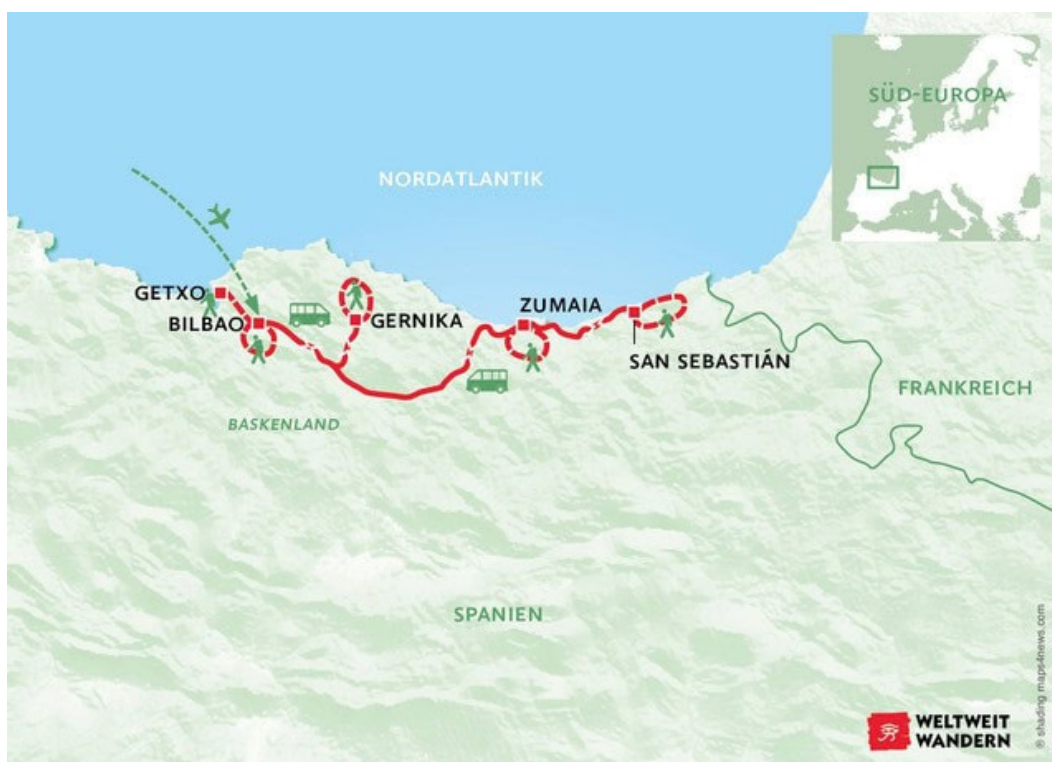 SÜD-EUROPA
NORDATLANTIK
GETXO
BILBAO
GERNIKA
ZUMAIA
SAN SEBASTIÁN
FRANKREICH
BASKENLAND
SPANIEN
WELTWEIT
WANDERN
© shading maps4news.com